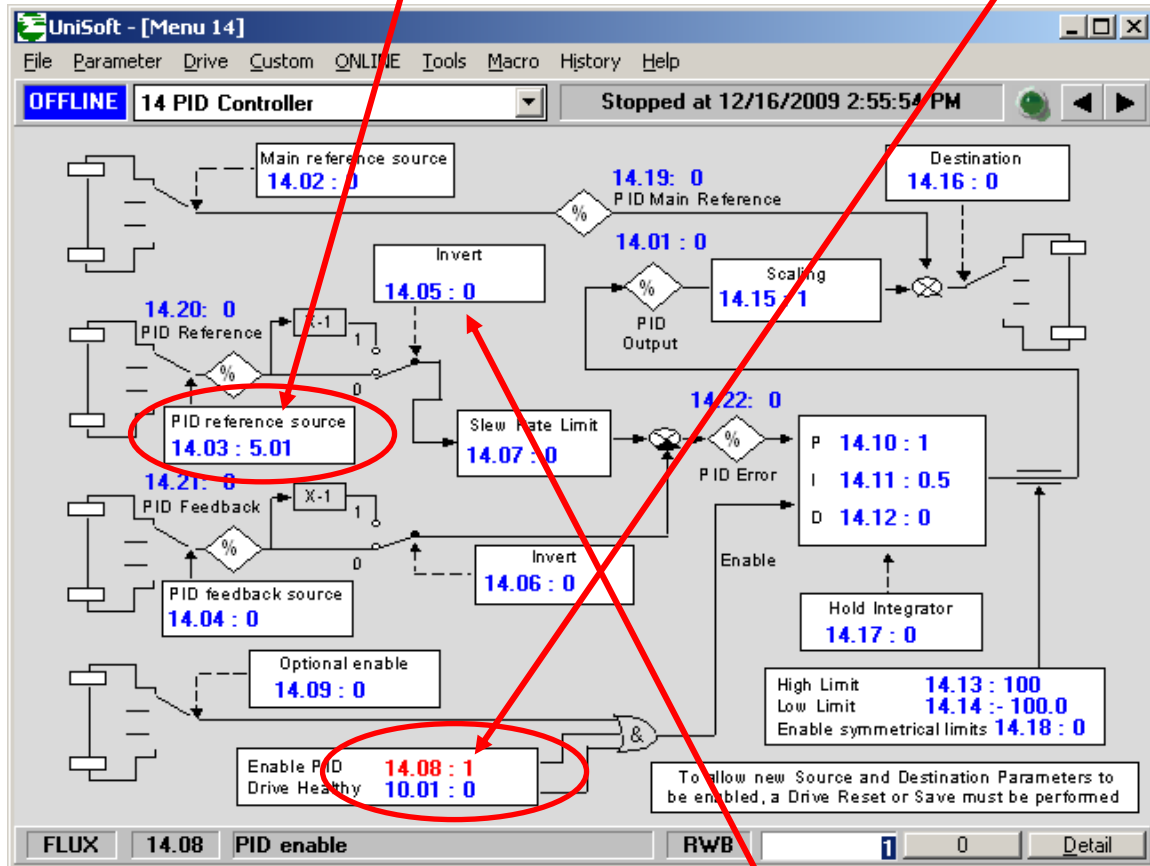 UniSoft - [Menu 14]
File Parameter Drive Custom ONLINE Tools Macro History Help
OFFLINE 14 PID Controller Stopped at 12/16/2009 2:55:54 PM
Main reference source
14.02 : 0
14.19: 0
PID Main Reference
Destination
14.16 : 0
%
14.01 : 0
Invert
14.05 : 0
%
PID
Output
Scaling
14.15 : 1
14.20: 0
PID Reference
X-1
1
0
%
PID reference source
14.03 : 5.01
Slew Rate Limit
14.07 : 0
14.22: 0
%
PID Error
P 14.10 : 1
I 14.11 : 0.5
D 14.12 : 0
14.21: 0
PID Feedback
X-1
1
0
%
PID feedback source
14.04 : 0
Invert
14.06 : 0
Enable
Hold Integrator
14.17 : 0
Optional enable
14.09 : 0
High Limit 14.13 : 100
Low Limit 14.14 :- 100.0
Enable symmetrical limits 14.18 : 0
&
Enable PID 14.08 : 1
Drive Healthy 10.01 : 0
To allow new Source and Destination Parameters to
be enabled, a Drive Reset or Save must be performed
FLUX 14.08 PID enable RWB 1 0 Detail